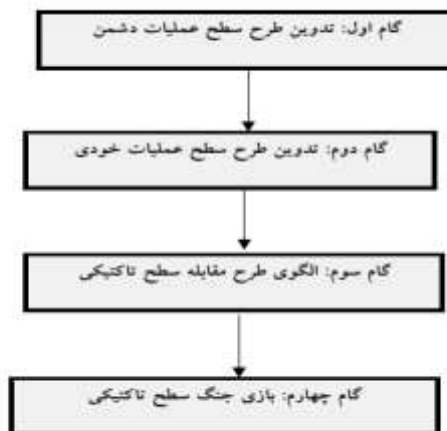 گام اول: تدوین طرح سطح عملیات دشمن
گام دوم: تدوین طرح سطح عملیات خودی
گام سوم: الگوی طرح مقابله سطح تاکتیکی
گام چهارم: بازی جنگ سطح تاکتیکی